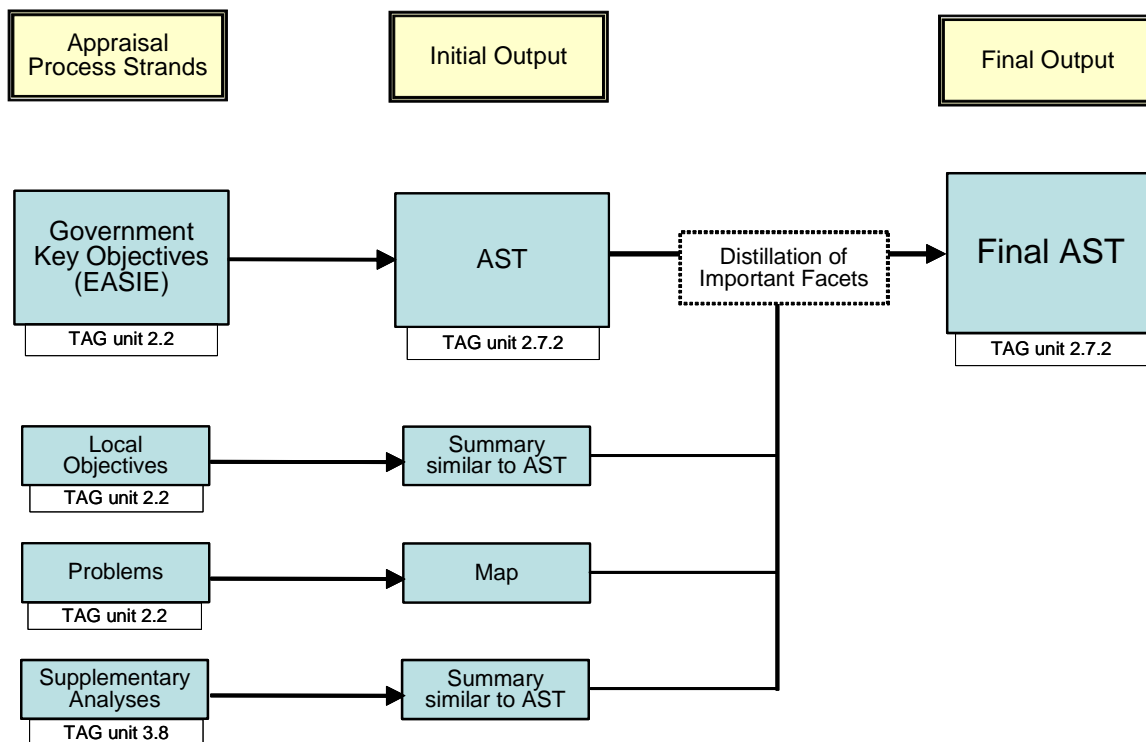 Appraisal
Process Strands
Initial Output
Final Output
Government
Key Objectives
(EASIE)
TAG unit 2.2
AST
TAG unit 2.7.2
Distillation of
Important Facets
Final AST
TAG unit 2.7.2
Local
Objectives
TAG unit 2.2
Summary
similar to AST
Problems
TAG unit 2.2
Map
Supplementary
Analyses
TAG unit 3.8
Summary
similar to AST